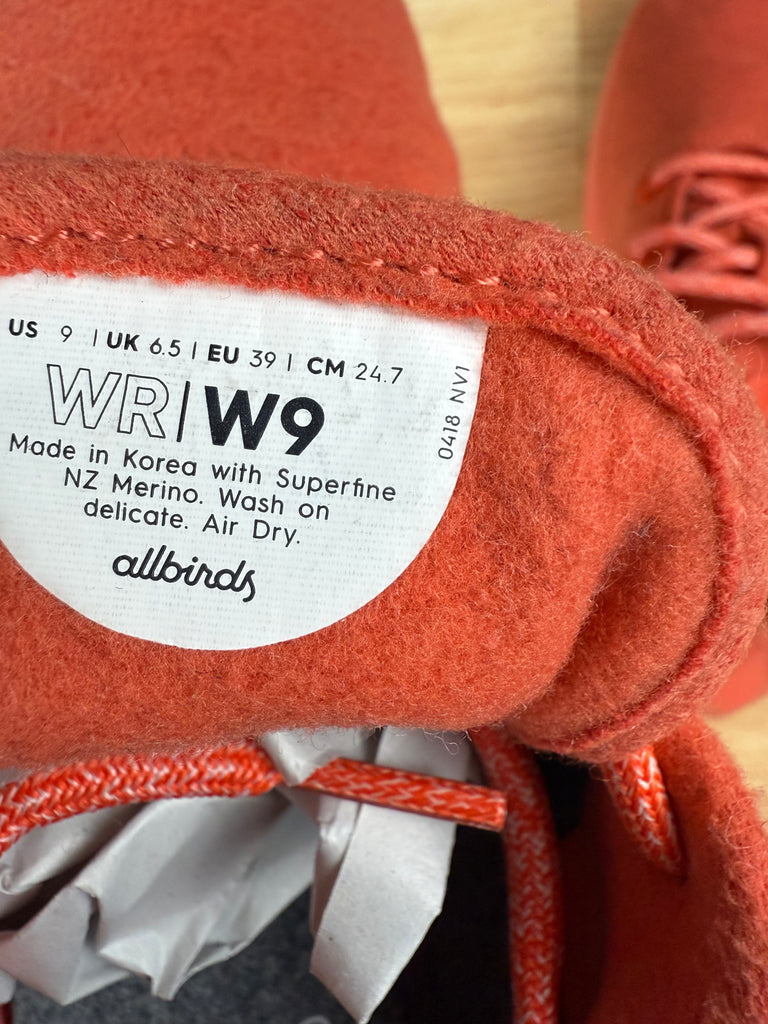 US 9 | UK 6.5 | EU 39 | CM 24.7
WR|W9
Made in Korea with Superfine
NZ Merino. Wash on
delicate. Air Dry.
allbirds
0418 NV1